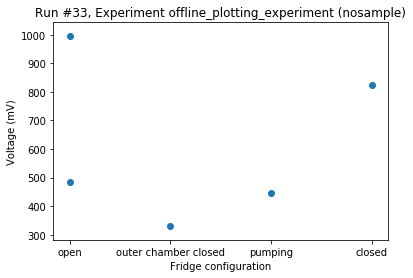 Run #33, Experiment offline_plotting_experiment (nosample)
1000
900
800
700
600
500
400
300
Voltage (mV)
open outer chamber closed pumping closed
Fridge configuration